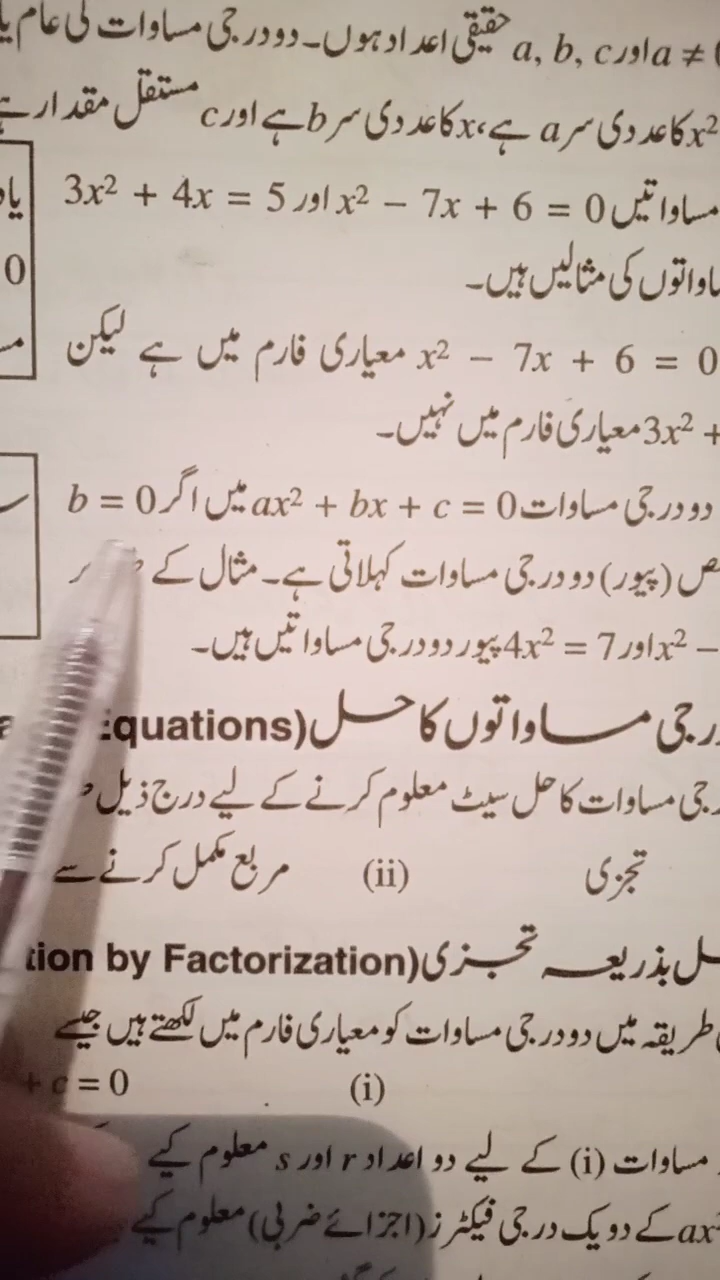 حقیقی اعداد ہوں۔ دو درجی مساوات کی عام a, b, c اور a ≠
x² کا عددی سر a ہے، x کا عددی سر b ہے اور c مستقل مقدار ہے
مساواتیں x² − 7x + 6 = 0 اور 3x² + 4x = 5
0
کی مثالیں ہیں۔
x² − 7x + 6 = 0 معیاری فارم میں ہے لیکن
3x² + معیاری فارم میں نہیں۔
دو درجی مساوات ax² + bx + c = 0 میں اگر b = 0
(پیور) دو درجی مساوات کہلاتی ہے۔ مثال کے
x² − اور 4x² = 7 پیور دو درجی مساواتیں ہیں۔
مساواتوں کا حل (Equations
مساوات کا حل سیٹ معلوم کرنے کے لیے درج ذیل
تجزی (ii) مربع مکمل کرنے سے
بذریعہ تجزی (tion by Factorization
طریقہ میں دو درجی مساوات کو معیاری فارم میں لکھتے ہیں جیسے
+ c = 0 (i)
مساوات (i) کے لیے دو اعداد r اور s معلوم کیے
ax² کے دو یک درجی فیکٹرز (اجزائے ضربی) معلوم کیے